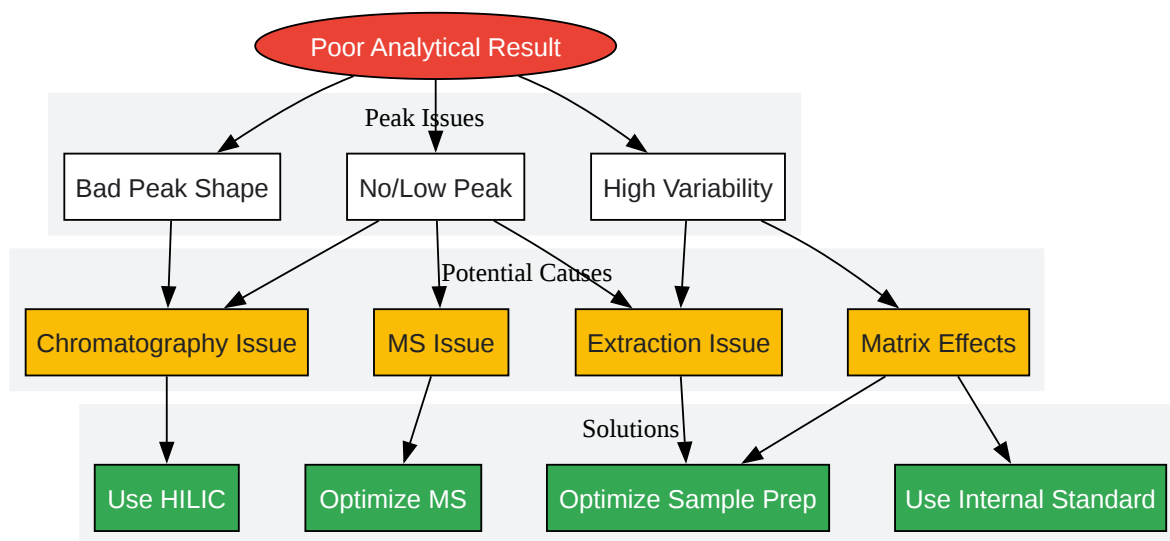 Poor Analytical Result
Peak Issues
Bad Peak Shape
No/Low Peak
High Variability
Potential Causes
Chromatography Issue
MS Issue
Extraction Issue
Matrix Effects
Solutions
Use HILIC
Optimize MS
Optimize Sample Prep
Use Internal Standard